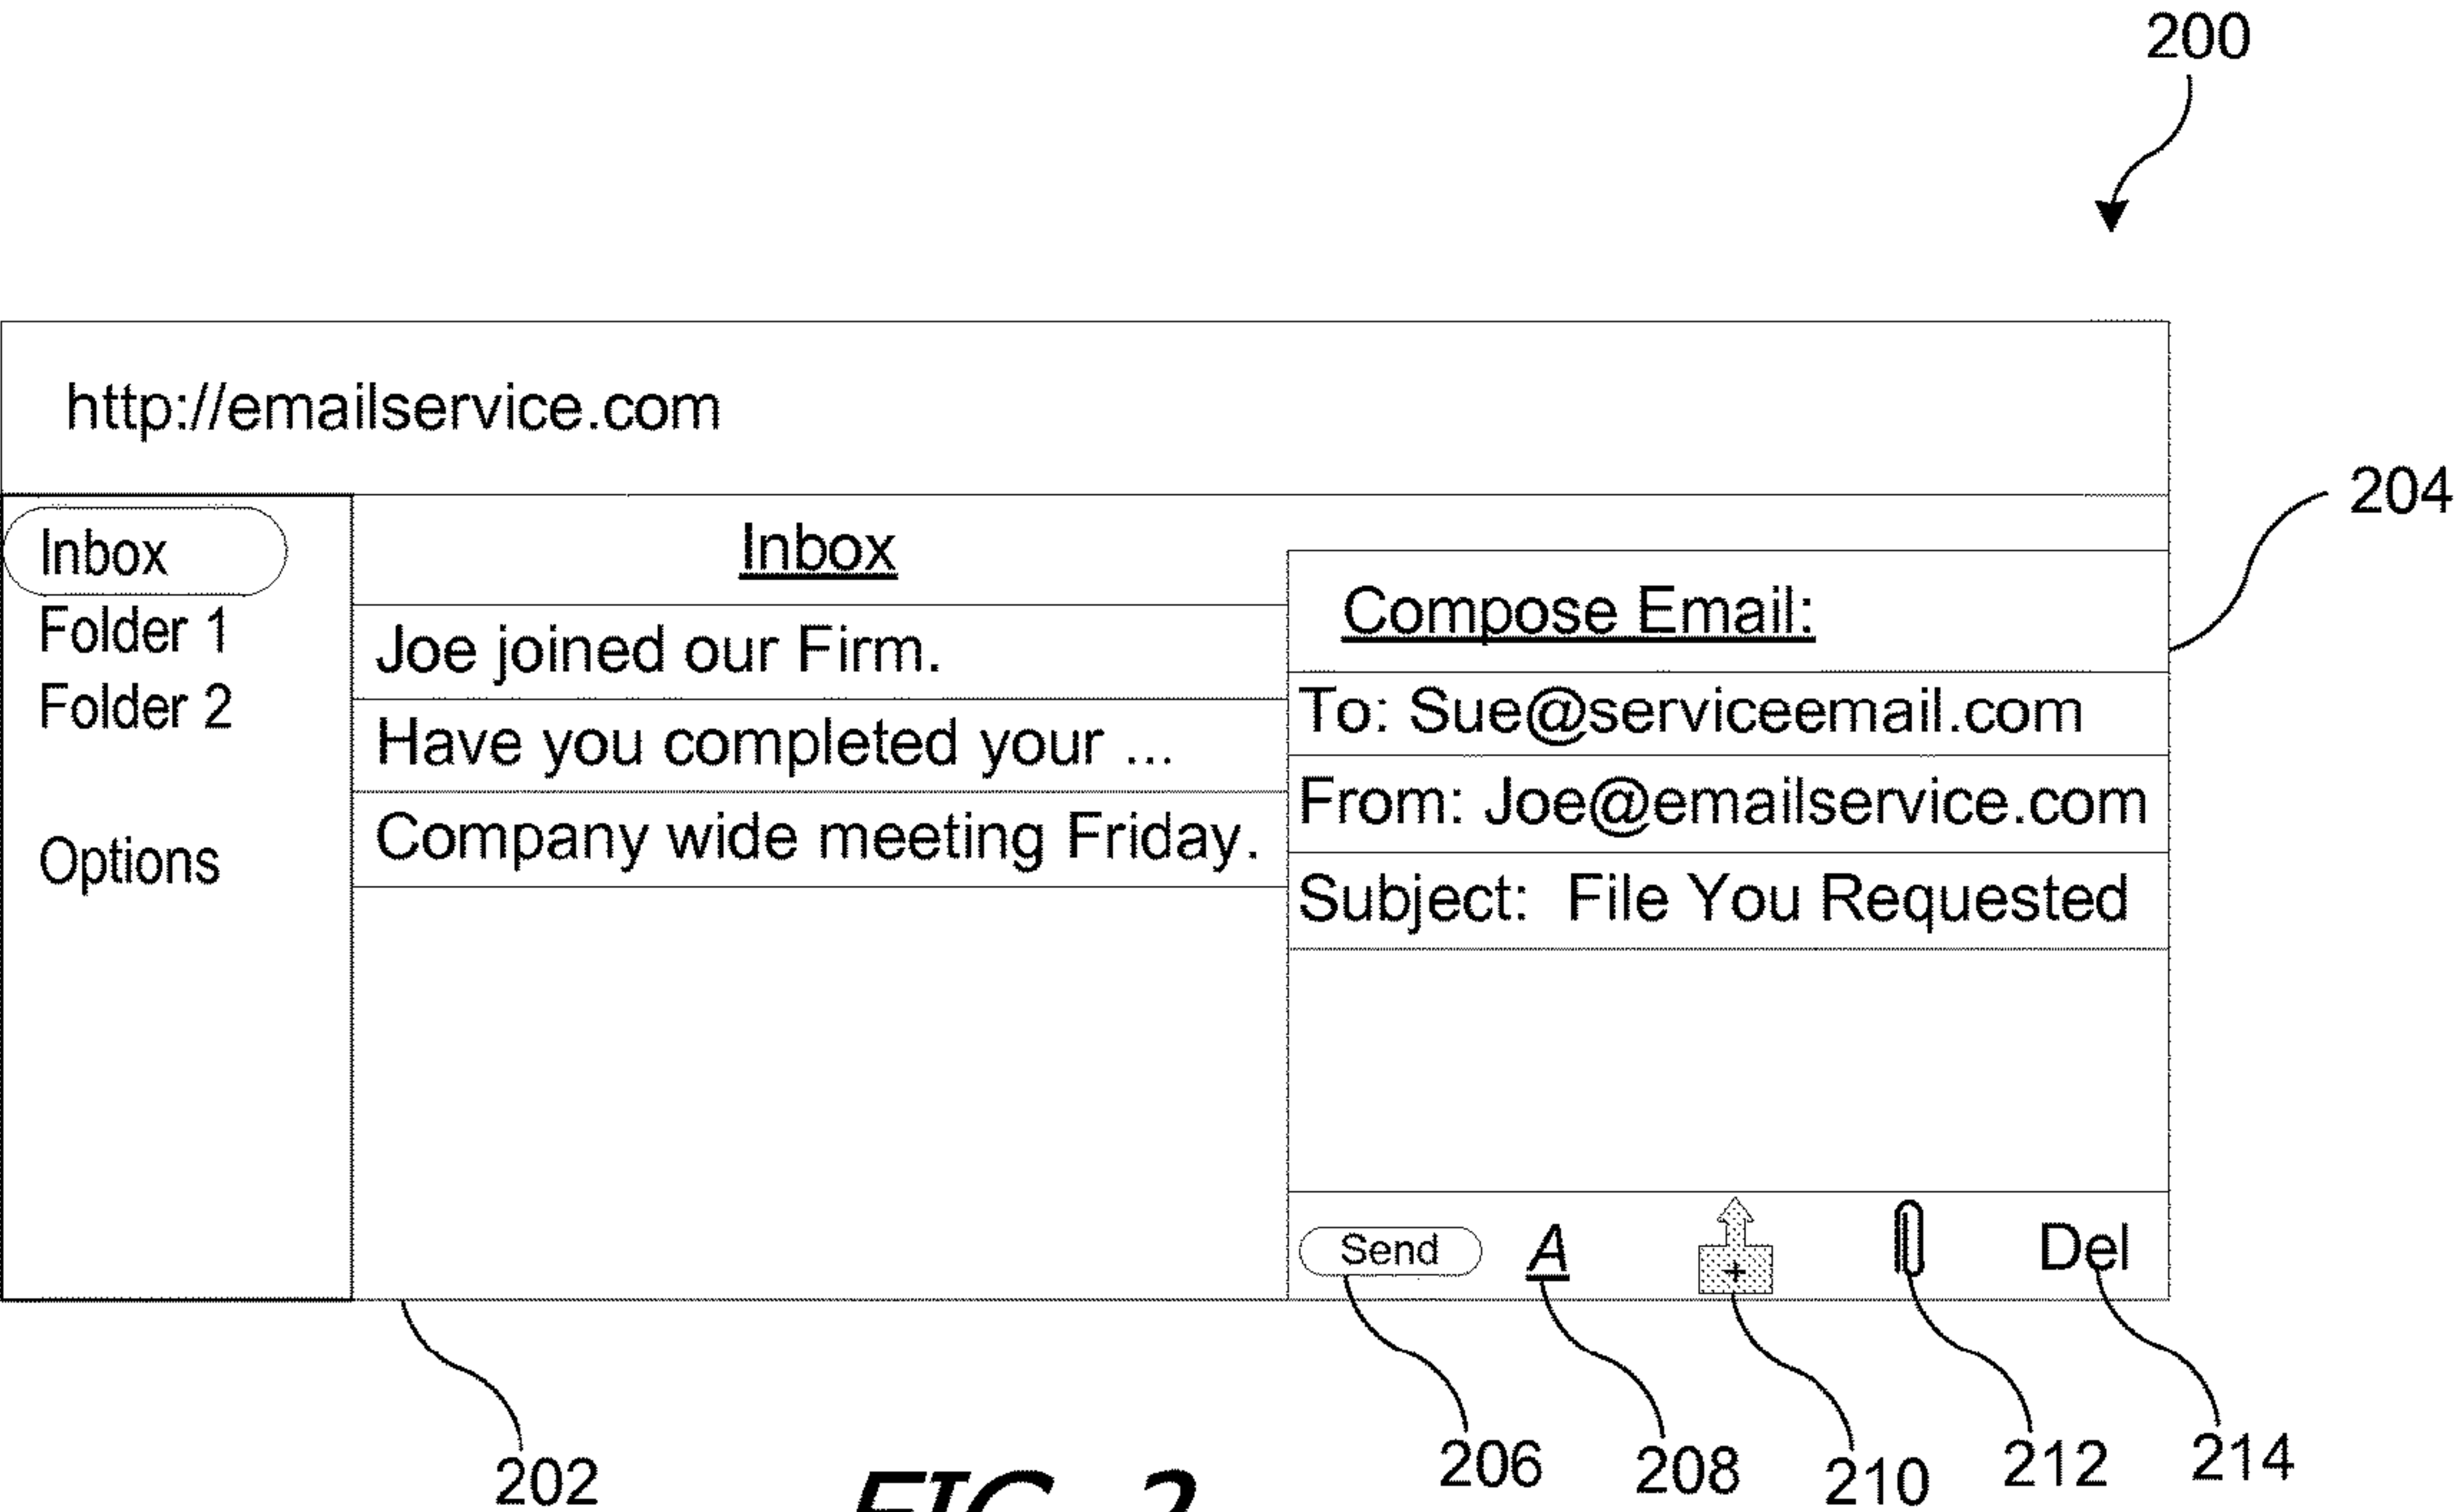 200
http://emailservice.com
204
Inbox
Folder 1
Folder 2
Options
Inbox
Joe joined our Firm.
Have you completed your ...
Company wide meeting Friday.
Compose Email:
To: Sue@serviceemail.com
From: Joe@emailservice.com
Subject: File You Requested
Send A + Del
202 206 208 210 212 214
FIG. 2